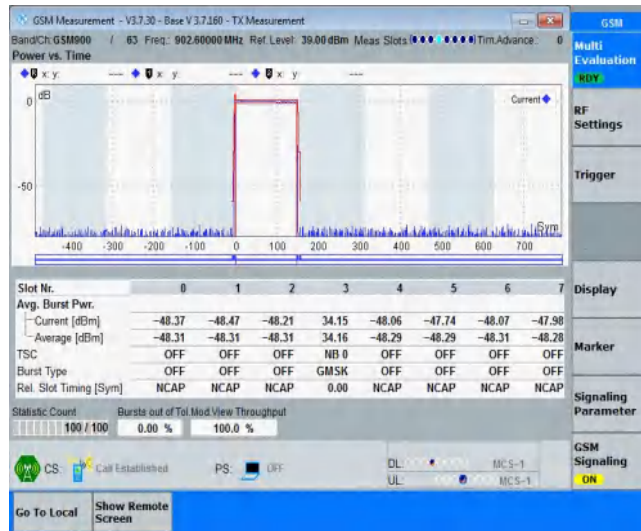 GSM Measurement - V3.7.30 - Base V 3.7.160 - TX Measurement
GSM
Band/Ch: GSM900 / 63 Freq.: 902.60000 MHz Ref. Level: 39.00 dBm Meas Slots Tim.Advance: 0
Power vs. Time
Multi Evaluation
RDY
x: y: --- x: y: --- x: y: ---
dB
Current
0
-50
Sym
-400 -300 -200 -100 0 100 200 300 400 500 600 700
RF Settings
Trigger
Slot Nr. 0 1 2 3 4 5 6 7
Avg. Burst Pwr.
Current [dBm] -48.37 -48.47 -48.21 34.15 -48.06 -47.74 -48.07 -47.98
Average [dBm] -48.31 -48.31 -48.31 34.16 -48.29 -48.29 -48.31 -48.28
TSC OFF OFF OFF NB 0 OFF OFF OFF OFF
Burst Type OFF OFF OFF GMSK OFF OFF OFF OFF
Rel. Slot Timing [Sym] NCAP NCAP NCAP 0.00 NCAP NCAP NCAP NCAP
Display
Marker
Signaling Parameter
Statistic Count Bursts out of Tol. Mod.View Throughput
100 / 100 0.00 % 100.0 %
CS: Call Established PS: OFF DL: MCS-1
UL: MCS-1
GSM Signaling
ON
Go To Local
Show Remote Screen